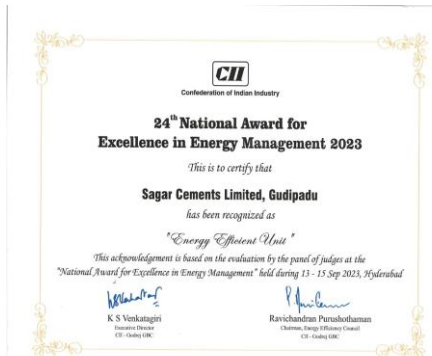 CII
Confederation of Indian Industry
24th National Award for
Excellence in Energy Management 2023
This is to certify that
Sagar Cements Limited, Gudipadu
has been recognized as
"Energy Efficient Unit"
This acknowledgement is based on the evaluation by the panel of judges at the
"National Award for Excellence in Energy Management" held during 13 - 15 Sep 2023, Hyderabad
K S Venkatagiri
Executive Director
CII - Godrej GBC
Ravichandran Purushothaman
Chairman, Energy Efficiency Council
CII - Godrej GBC